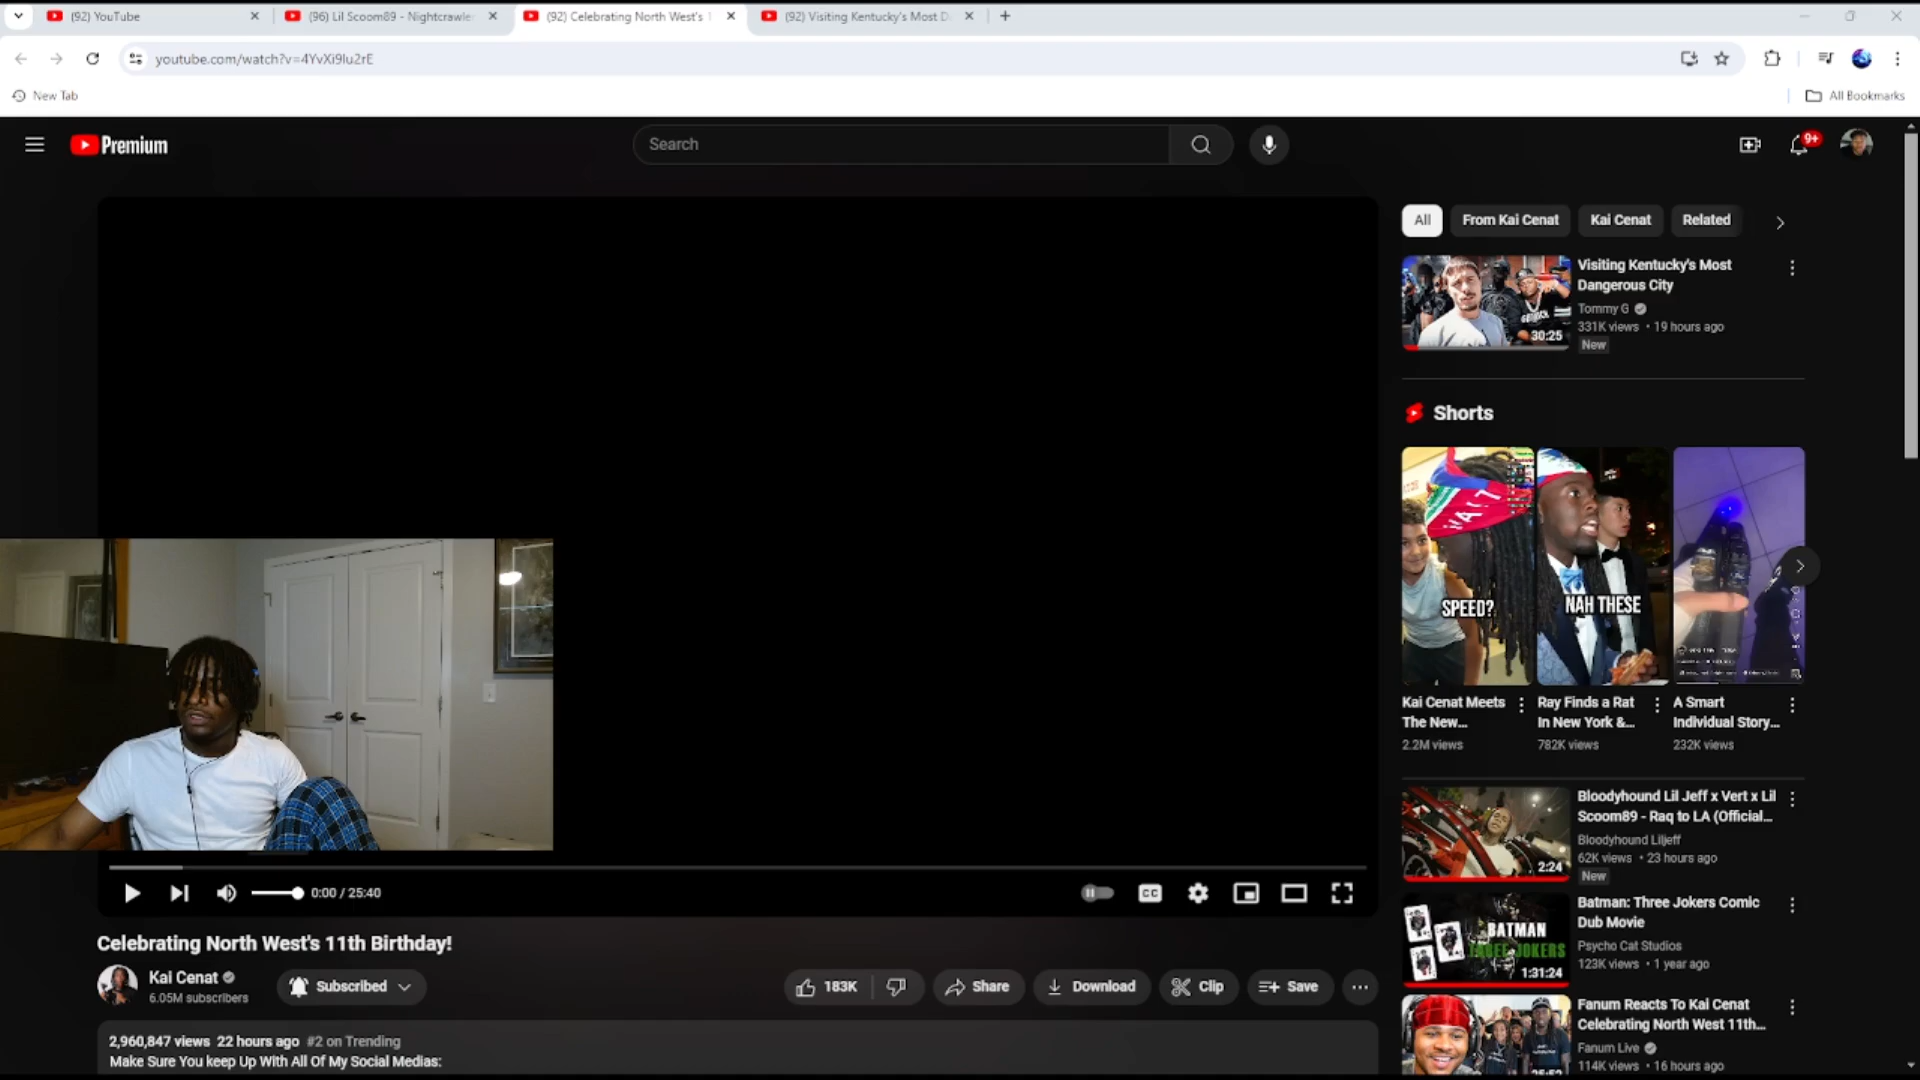 (92) YouTube
(96) Lil Scoom89 - Nightcrawle
(92) Celebrating North West's 1
(92) Visiting Kentucky's Most D
youtube.com/watch?v=4YvXi9Iu2rE
New Tab
All Bookmarks
Premium
Search
9+
All
From Kai Cenat
Kai Cenat
Related
Visiting Kentucky's Most
Dangerous City
Tommy G
331K views • 19 hours ago
New
30:25
Shorts
HAITI
SPEED?
NAH THESE
Kai Cenat Meets
The New...
2.2M views
Ray Finds a Rat
In New York &...
782K views
A Smart
Individual Story...
232K views
Bloodyhound Lil Jeff x Vert x Lil
Scoom89 - Raq to LA (Official...
Bloodyhound Liljeff
62K views • 23 hours ago
New
2:24
BATMAN
THREE JOKERS
1:31:24
Batman: Three Jokers Comic
Dub Movie
Psycho Cat Studios
123K views • 1 year ago
Fanum Reacts To Kai Cenat
Celebrating North West 11th...
Fanum Live
114K views • 16 hours ago
0:00 / 25:40
CC
Celebrating North West's 11th Birthday!
Kai Cenat
6.05M subscribers
Subscribed
183K
Share
Download
Clip
Save
2,960,847 views 22 hours ago #2 on Trending
Make Sure You keep Up With All Of My Social Medias: